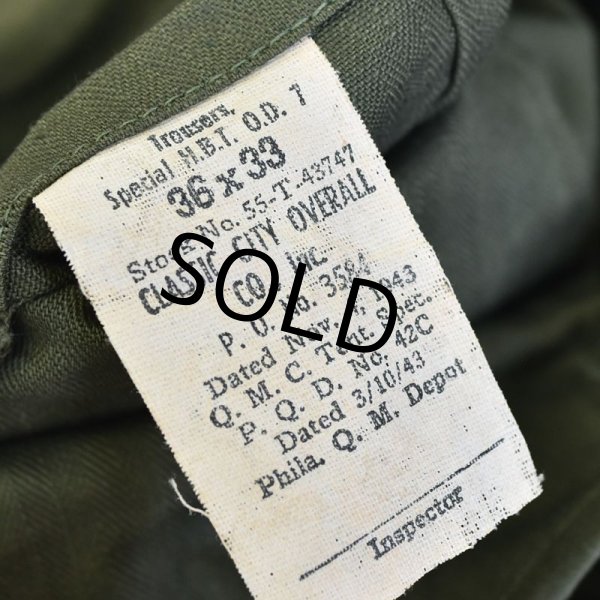 Trousers,
Special H.B.T. O.D. 7
36 x 33
Stock No. 55-T-43747
CLASSIC CITY OVERALL
CO. INC.
P. O. No. 3584
Dated Nov. 1943
Q. M. C. Tent. Spec.
P. Q. D. No. 42C
Dated 3/10/43
Phila. Q. M. Depot
Inspector
SOLD